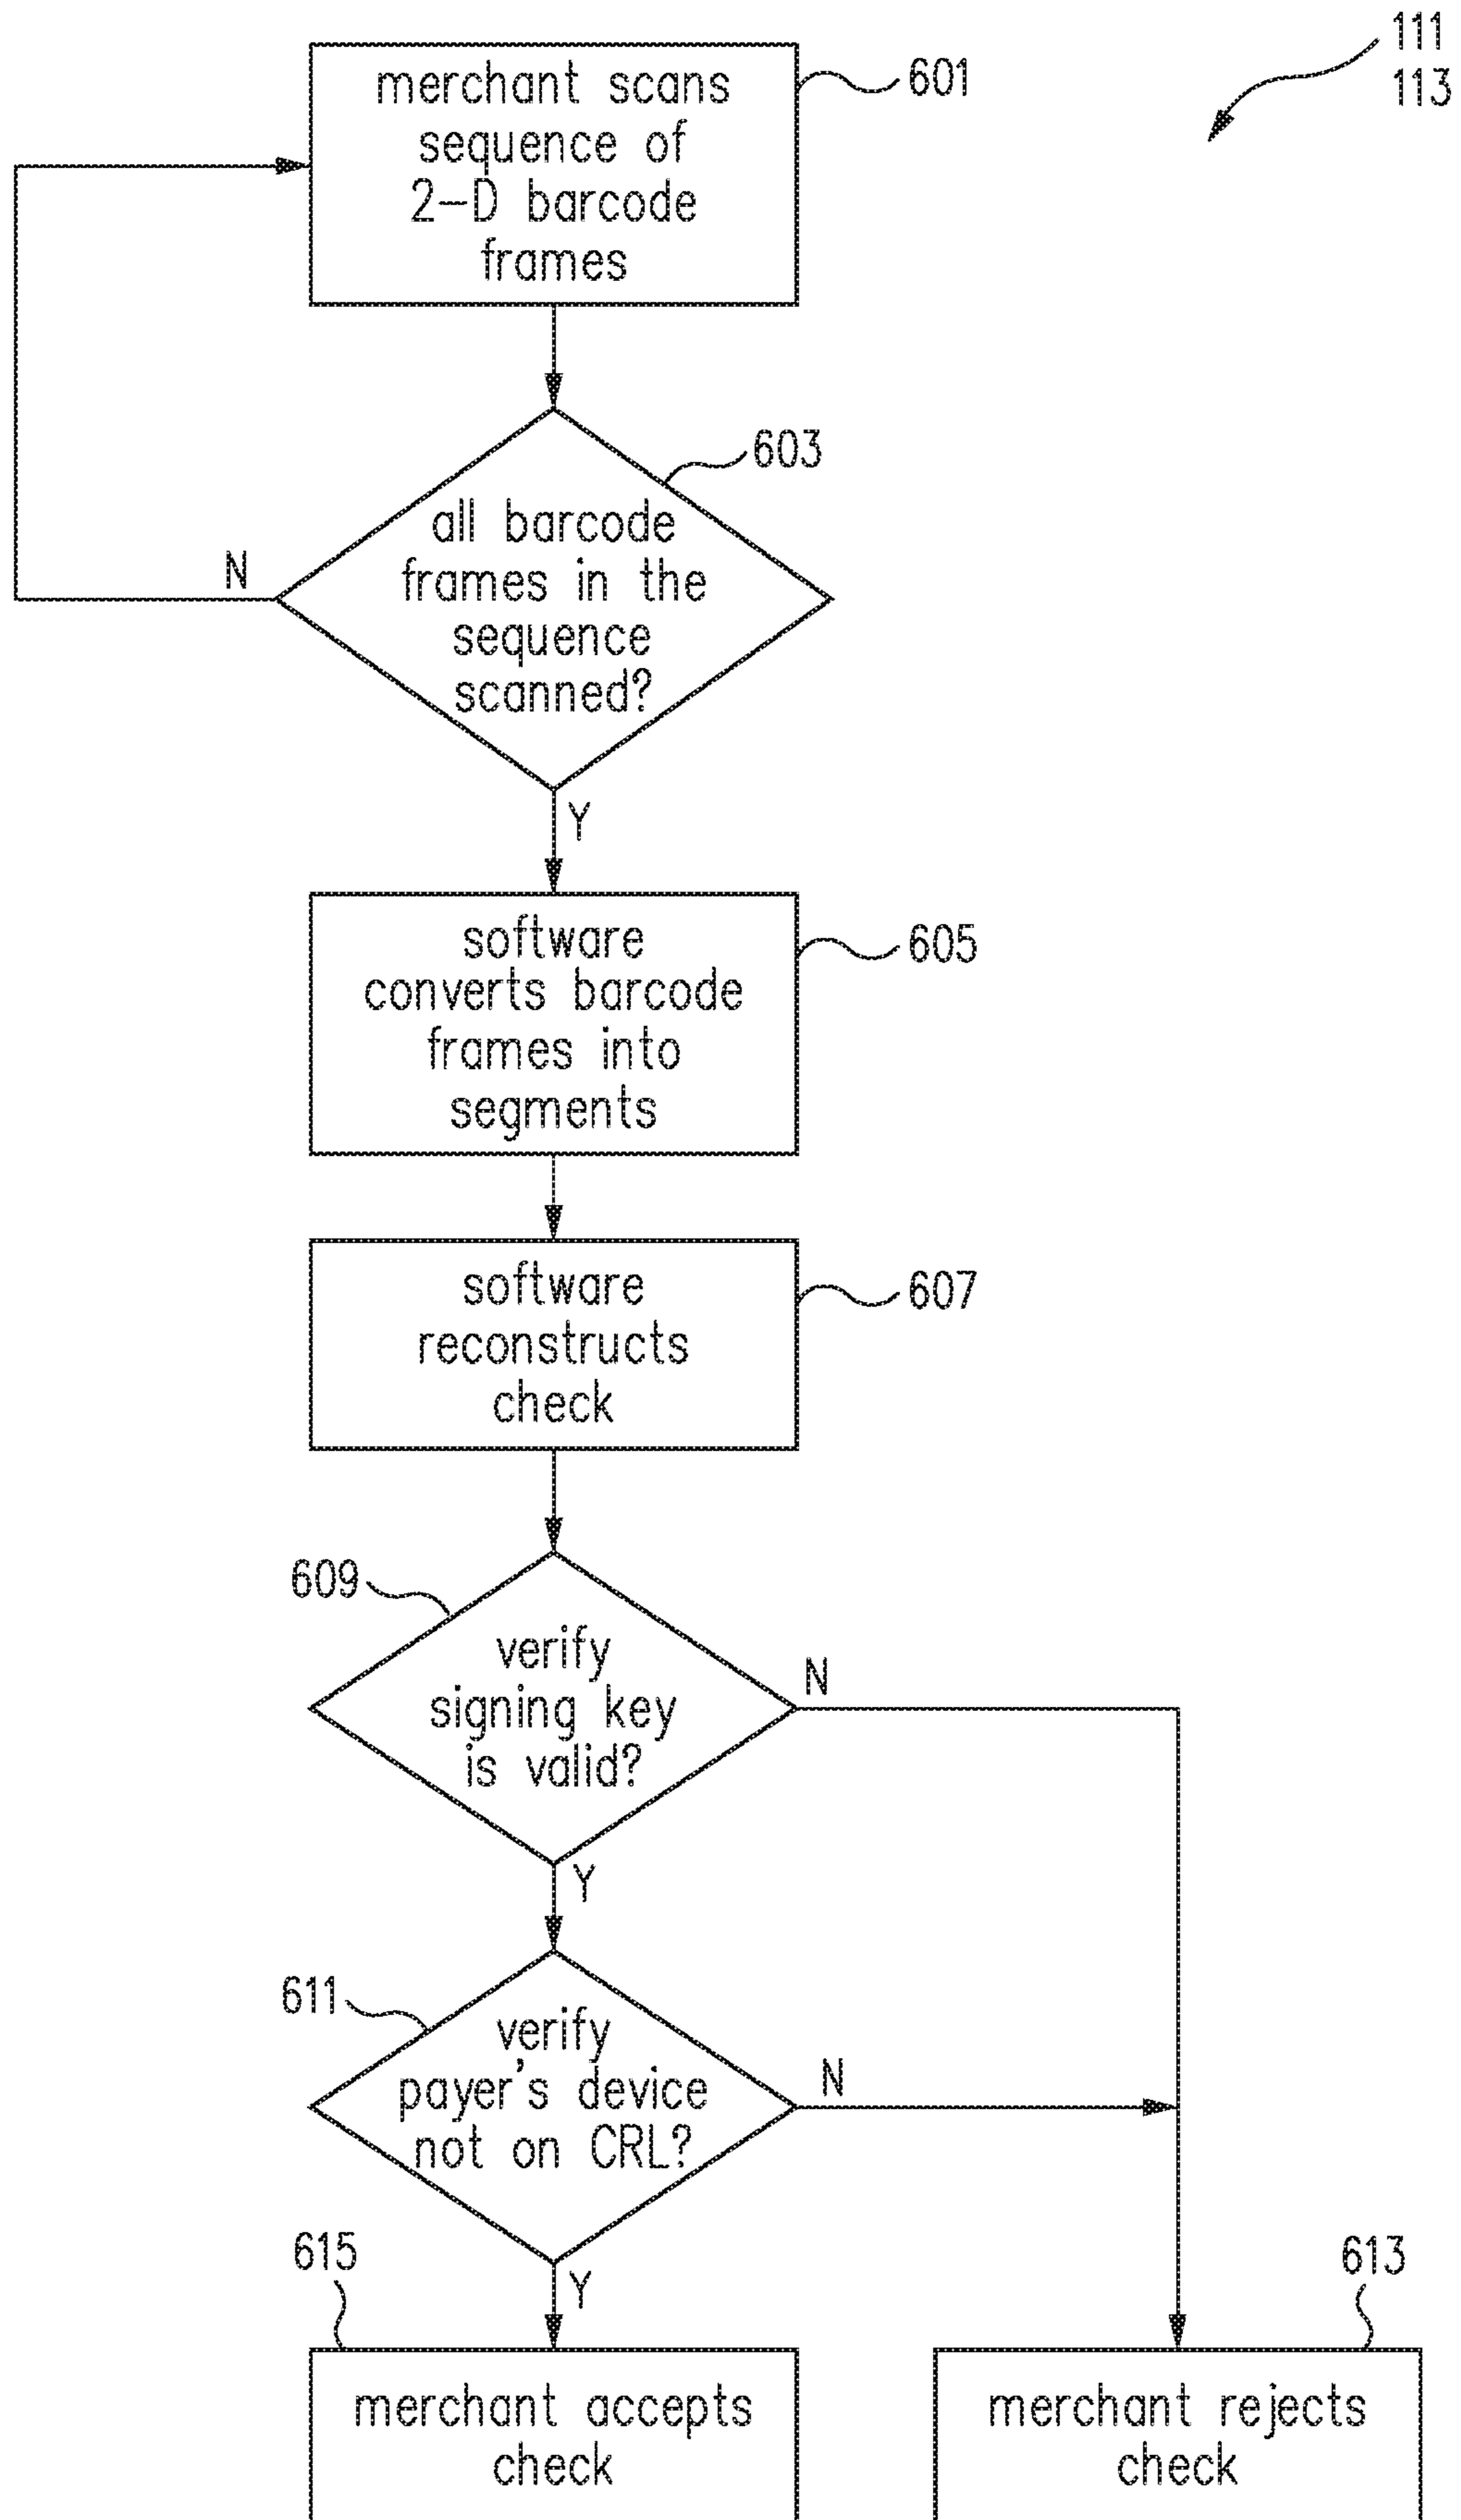 111
113
601
merchant scans
sequence of
2-D barcode
frames
603
all barcode
frames in the
sequence
scanned?
N
Y
605
software
converts barcode
frames into
segments
607
software
reconstructs
check
609
verify
signing key
is valid?
N
Y
611
verify
payer's device
not on CRL?
N
Y
615
merchant accepts
check
613
merchant rejects
check